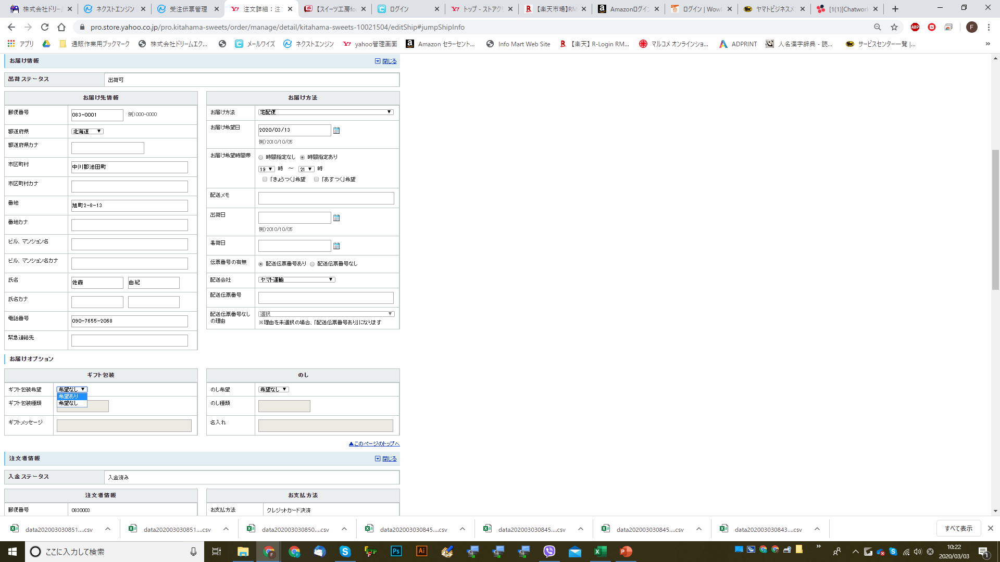 株式会社ドリーム
ネクストエンジン
受注伝票管理
注文詳細：注
【スイーツ工房fo
ログイン
トップ - ストアクリ
【楽天市場】RM
Amazonログイン
ログイン | Wow!
ヤマトビジネスメ
[1(1)]Chatwork
pro.store.yahoo.co.jp/pro.kitahama-sweets/order/manage/detail/kitahama-sweets-10021504/editShip#jumpShipInfo
ABP
F
アプリ
通販作業用ブックマーク
株式会社ドリームエク...
メールワイズ
ネクストエンジン
yahoo管理画面
Amazon セラーセント...
Info Mart Web Site
【楽天】R-Login RM...
マルコメ オンラインショ...
ADPRINT
人名漢字辞典 - 読...
サービスセンター一覧 |...
»
お届け情報
閉じる
出荷ステータス
出荷可
お届け先情報
郵便番号
083-0001
例)000-0000
都道府県
北海道
都道府県カナ
市区町村
中川郡池田町
市区町村カナ
番地
旭町2-8-13
番地カナ
ビル、マンション名
ビル、マンション名カナ
氏名
佐藤
由紀
氏名カナ
電話番号
090-7655-2068
緊急連絡先
お届け方法
お届け方法
宅配便
お届け希望日
2020/03/13
例)2010/10/05
お届け希望時間帯
時間指定なし
時間指定あり
19
時 ～
21
時
「きょうつく」希望
「あすつく」希望
配送メモ
出荷日
例)2010/10/05
着荷日
伝票番号の有無
配送伝票番号あり
配送伝票番号なし
配送会社
ヤマト運輸
配送伝票番号
配送伝票番号なし
の理由
選択
※理由を未選択の場合、「配送伝票番号あり」になります
お届けオプション
ギフト包装
ギフト包装希望
希望なし
希望あり
希望なし
ギフト包装種類
ギフトメッセージ
のし
のし希望
希望なし
のし種類
名入れ
▲このページのトップへ
注文者情報
閉じる
入金ステータス
入金済み
注文者情報
郵便番号
0830003
お支払方法
お支払方法
クレジットカード決済
data202003030851....csv
data202003030851....csv
data202003030850....csv
data202003030845....csv
data202003030845....csv
data202003030845....csv
data202003030843....csv
すべて表示
ここに入力して検索
10:22
2020/03/03